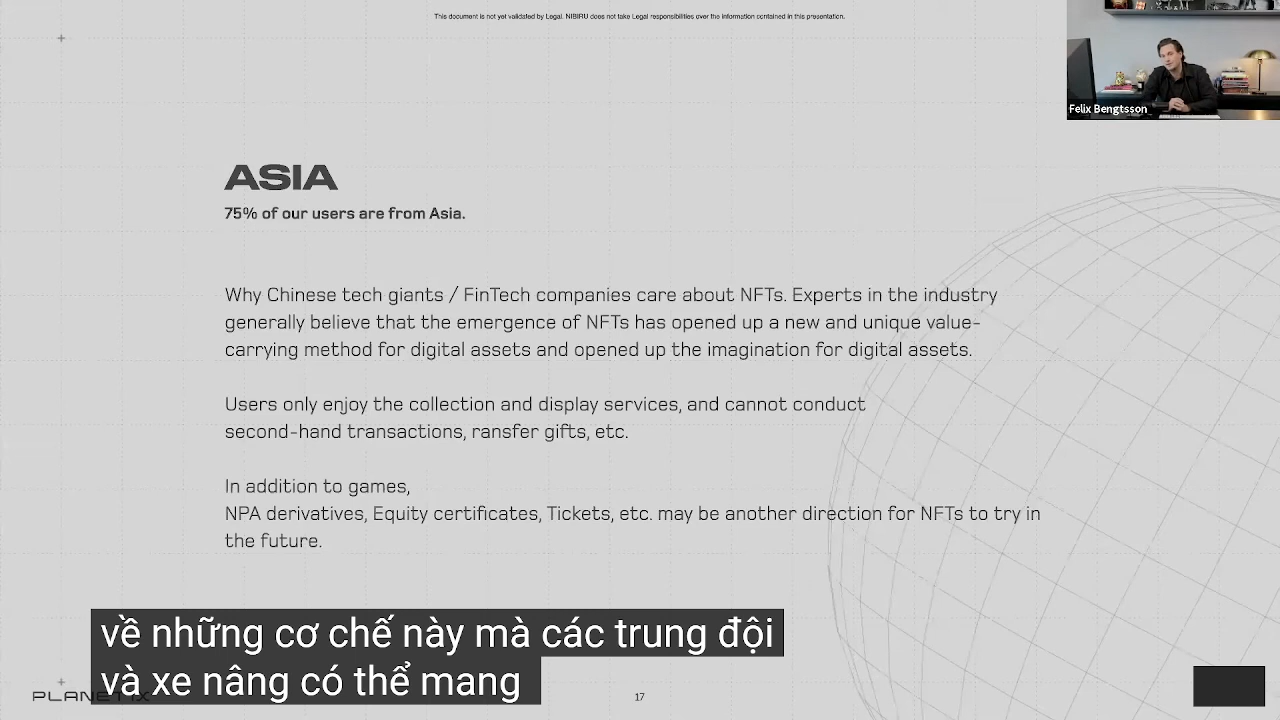 This document is not yet validated by Legal. NIBIRU does not take Legal responsibilities over the information contained in this presentation.
Felix Bengtsson
ASIA
75% of our users are from Asia.
Why Chinese tech giants / FinTech companies care about NFTs. Experts in the industry
generally believe that the emergence of NFTs has opened up a new and unique value-
carrying method for digital assets and opened up the imagination for digital assets.
Users only enjoy the collection and display services, and cannot conduct
second-hand transactions, ransfer gifts, etc.
In addition to games,
NPA derivatives, Equity certificates, Tickets, etc. may be another direction for NFTs to try in
the future.
về những cơ chế này mà các trung đội
và xe nâng có thể mang
PLANET IX
17